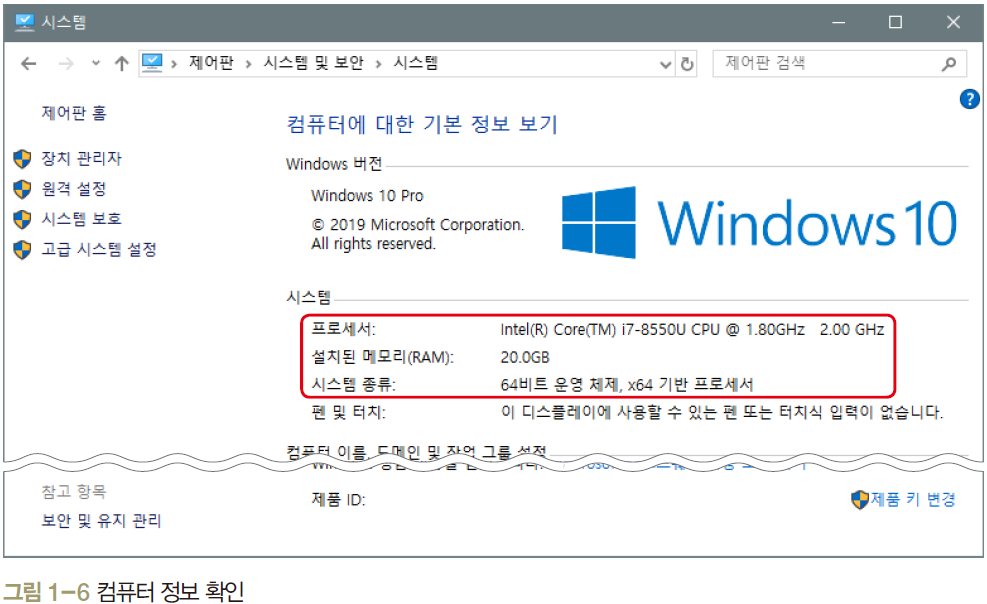 시스템
제어판 › 시스템 및 보안 › 시스템
제어판 검색
제어판 홈
장치 관리자
원격 설정
시스템 보호
고급 시스템 설정
컴퓨터에 대한 기본 정보 보기
Windows 버전
Windows 10 Pro
© 2019 Microsoft Corporation.
All rights reserved.
Windows 10
시스템
프로세서: Intel(R) Core(TM) i7-8550U CPU @ 1.80GHz 2.00 GHz
설치된 메모리(RAM): 20.0GB
시스템 종류: 64비트 운영 체제, x64 기반 프로세서
펜 및 터치: 이 디스플레이에 사용할 수 있는 펜 또는 터치식 입력이 없습니다.
컴퓨터 이름, 도메인 및 작업 그룹 설정
참고 항목
보안 및 유지 관리
제품 ID:
제품 키 변경
그림 1-6 컴퓨터 정보 확인